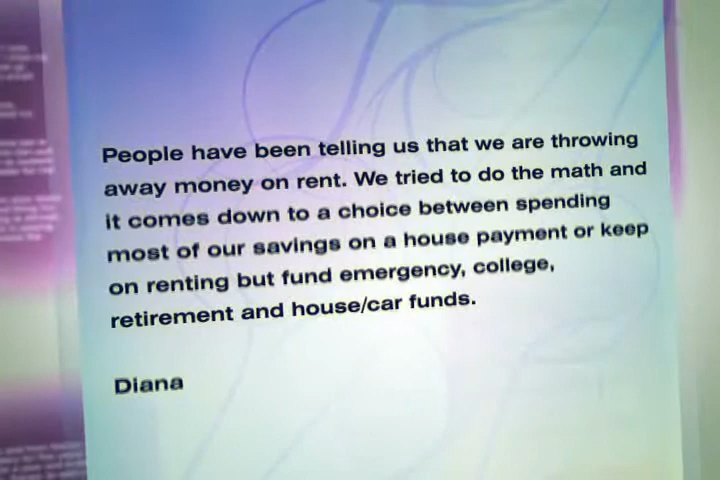 People have been telling us that we are throwing
away money on rent. We tried to do the math and
it comes down to a choice between spending
most of our savings on a house payment or keep
on renting but fund emergency, college,
retirement and house/car funds.
Diana